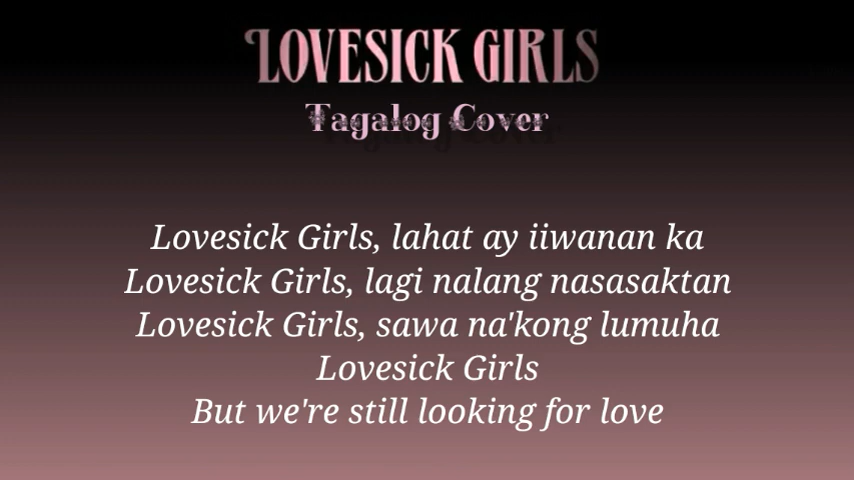 LOVESICK GIRLS
Tagalog Cover
Lovesick Girls, lahat ay iiwanan ka
Lovesick Girls, lagi nalang nasasaktan
Lovesick Girls, sawa na'kong lumuha
Lovesick Girls
But we're still looking for love